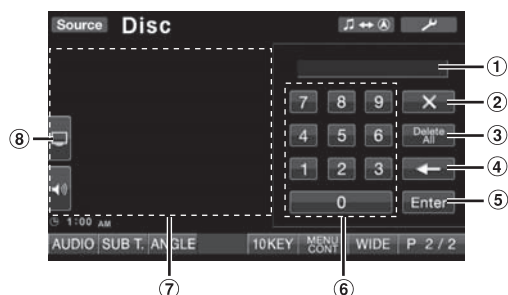 Source Disc
①
7 8 9 ②
4 5 6 Delete All ③
⑧ 1 2 3 ④
0 Enter ⑤
1:00 AM
AUDIO SUB T. ANGLE 10KEY MENU CONT WIDE P 2/2
⑦ ⑥